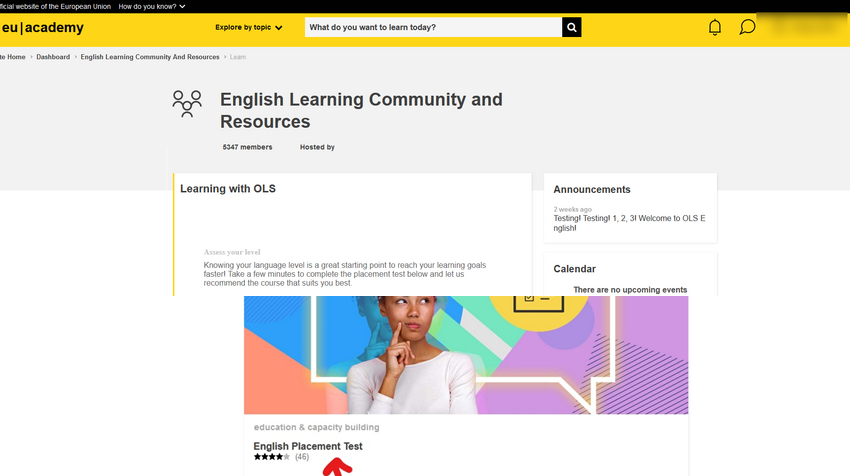 ficial website of the European Union How do you know?
eu|academy
Explore by topic
What do you want to learn today?
Home > Dashboard > English Learning Community And Resources > Learn
English Learning Community and
Resources
5347 members Hosted by
Learning with OLS
Assess your level
Knowing your language level is a great starting point to reach your learning goals
faster! Take a few minutes to complete the placement test below and let us
recommend the course that suits you best.
Announcements
2 weeks ago
Testing! Testing! 1, 2, 3! Welcome to OLS E
nglish!
Calendar
There are no upcoming events
education & capacity building
English Placement Test
(46)